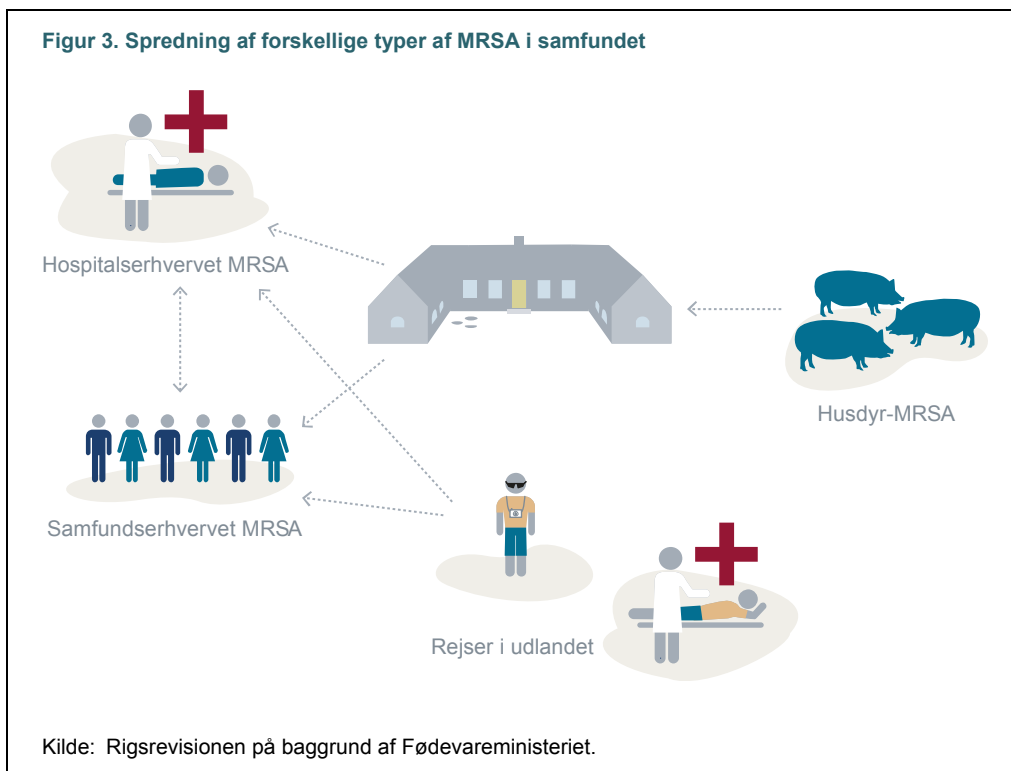 Figur 3. Spredning af forskellige typer af MRSA i samfundet
Hospitalserhvervet MRSA
Husdyr-MRSA
Samfundserhvervet MRSA
Rejser i udlandet
Kilde: Rigsrevisionen på baggrund af Fødevareministeriet.